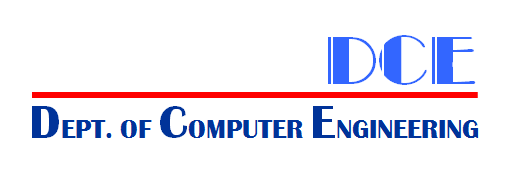 DCE
DEPT. OF COMPUTER ENGINEERING